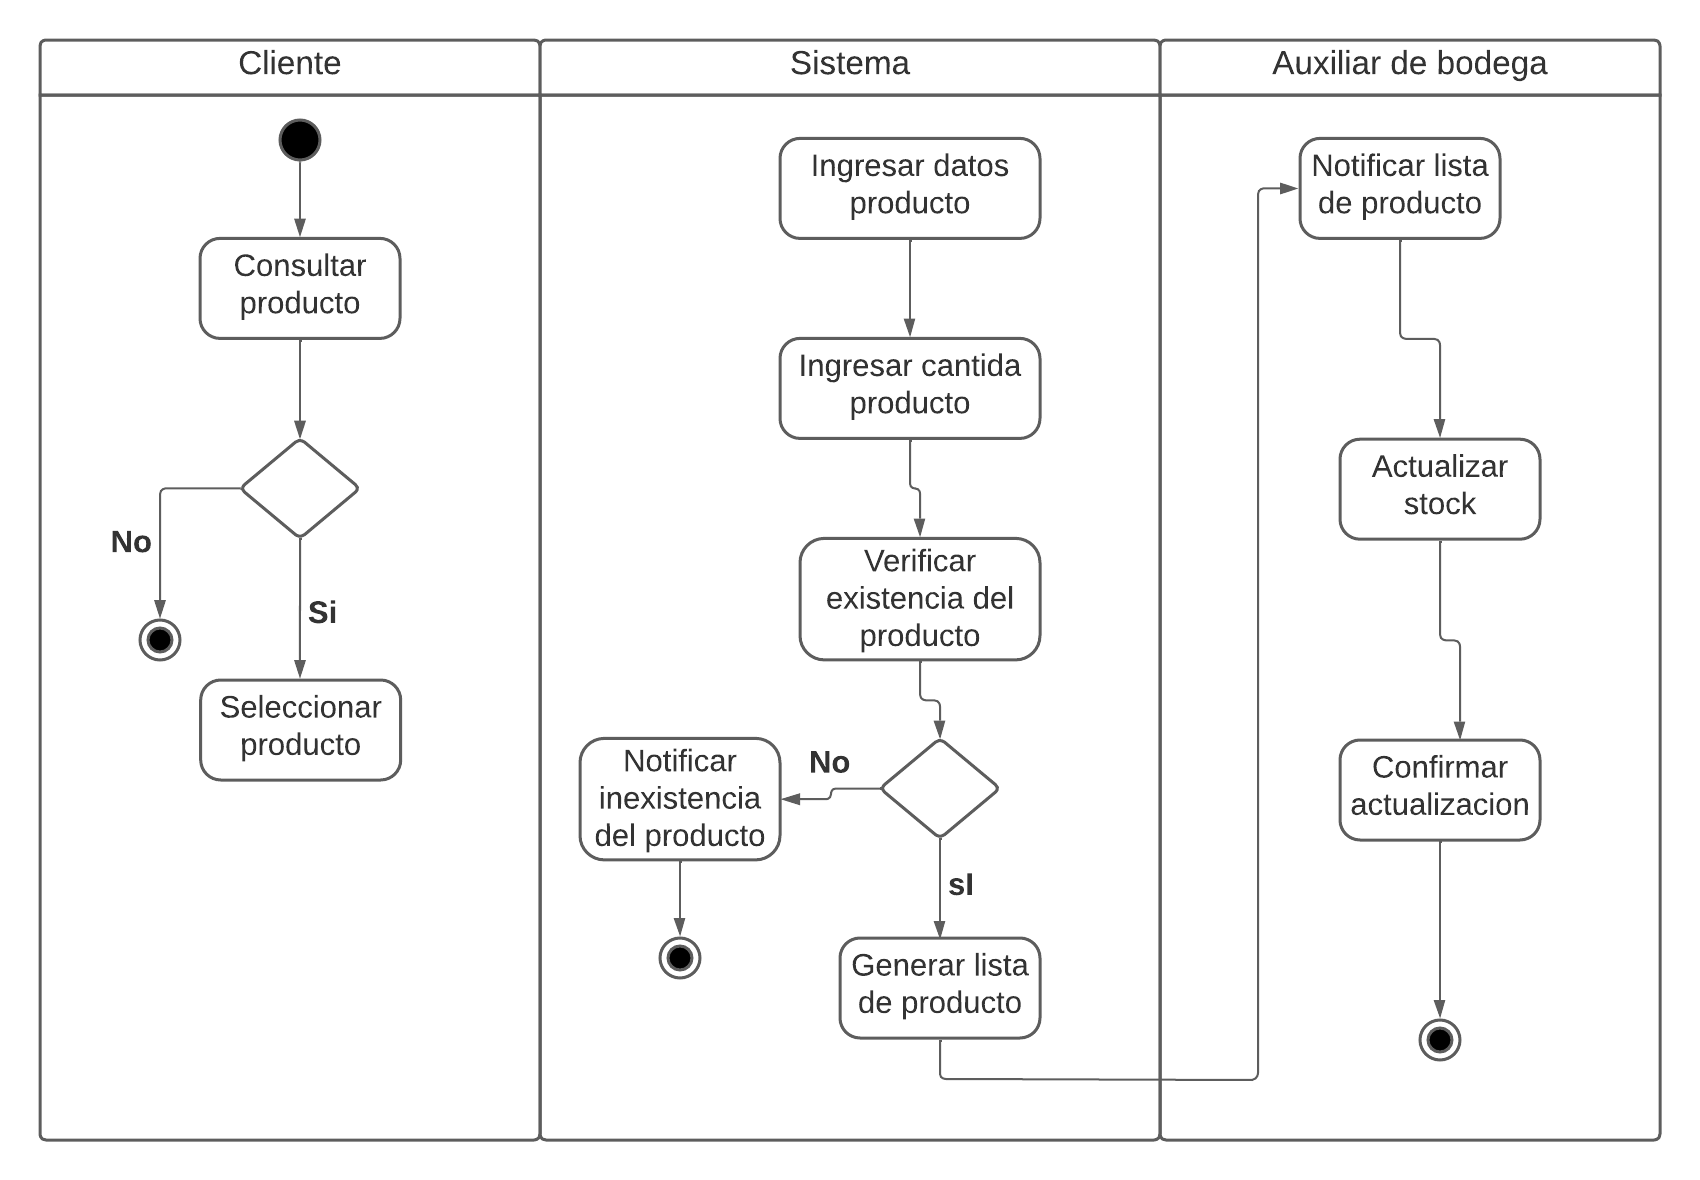 Cliente
Sistema
Auxiliar de bodega
Consultar
producto
No
Si
Seleccionar
producto
Ingresar datos
producto
Ingresar cantida
producto
Verificar
existencia del
producto
No
Notificar
inexistencia
del producto
sI
Generar lista
de producto
Notificar lista
de producto
Actualizar
stock
Confirmar
actualizacion